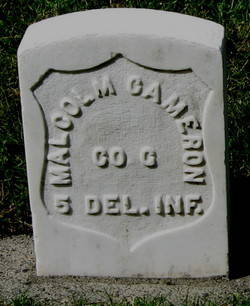 MALCOLM CAMERON
CO G
5 DEL. INF.